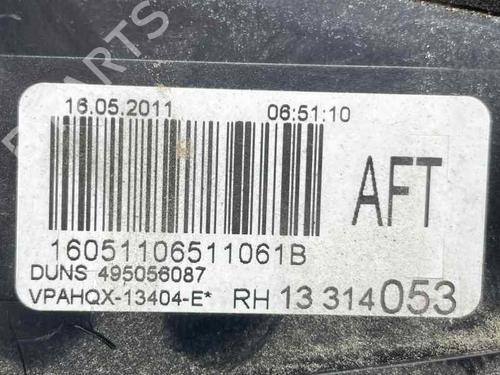 16.05.2011 06:51:10
AFT
16051106511061B
DUNS 495056087
VPAHQX-13404-E* RH 13 314053